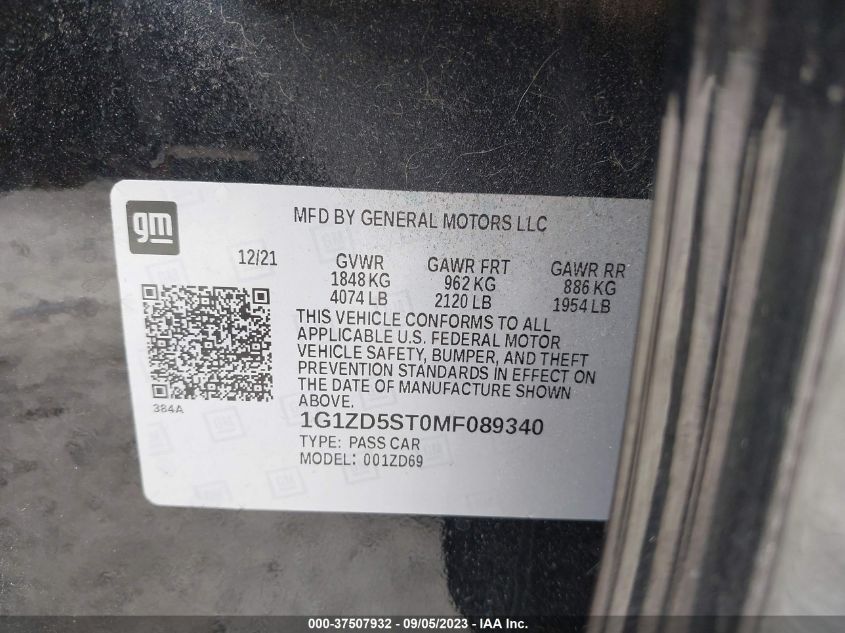 gm
MFD BY GENERAL MOTORS LLC
12/21 GVWR GAWR FRT GAWR RR
1848 KG 962 KG 886 KG
4074 LB 2120 LB 1954 LB
THIS VEHICLE CONFORMS TO ALL
APPLICABLE U.S. FEDERAL MOTOR
VEHICLE SAFETY, BUMPER, AND THEFT
PREVENTION STANDARDS IN EFFECT ON
THE DATE OF MANUFACTURE SHOWN
ABOVE.
384A
1G1ZD5ST0MF089340
TYPE: PASS CAR
MODEL: 001ZD69
000-37507932 - 09/05/2023 - IAA Inc.